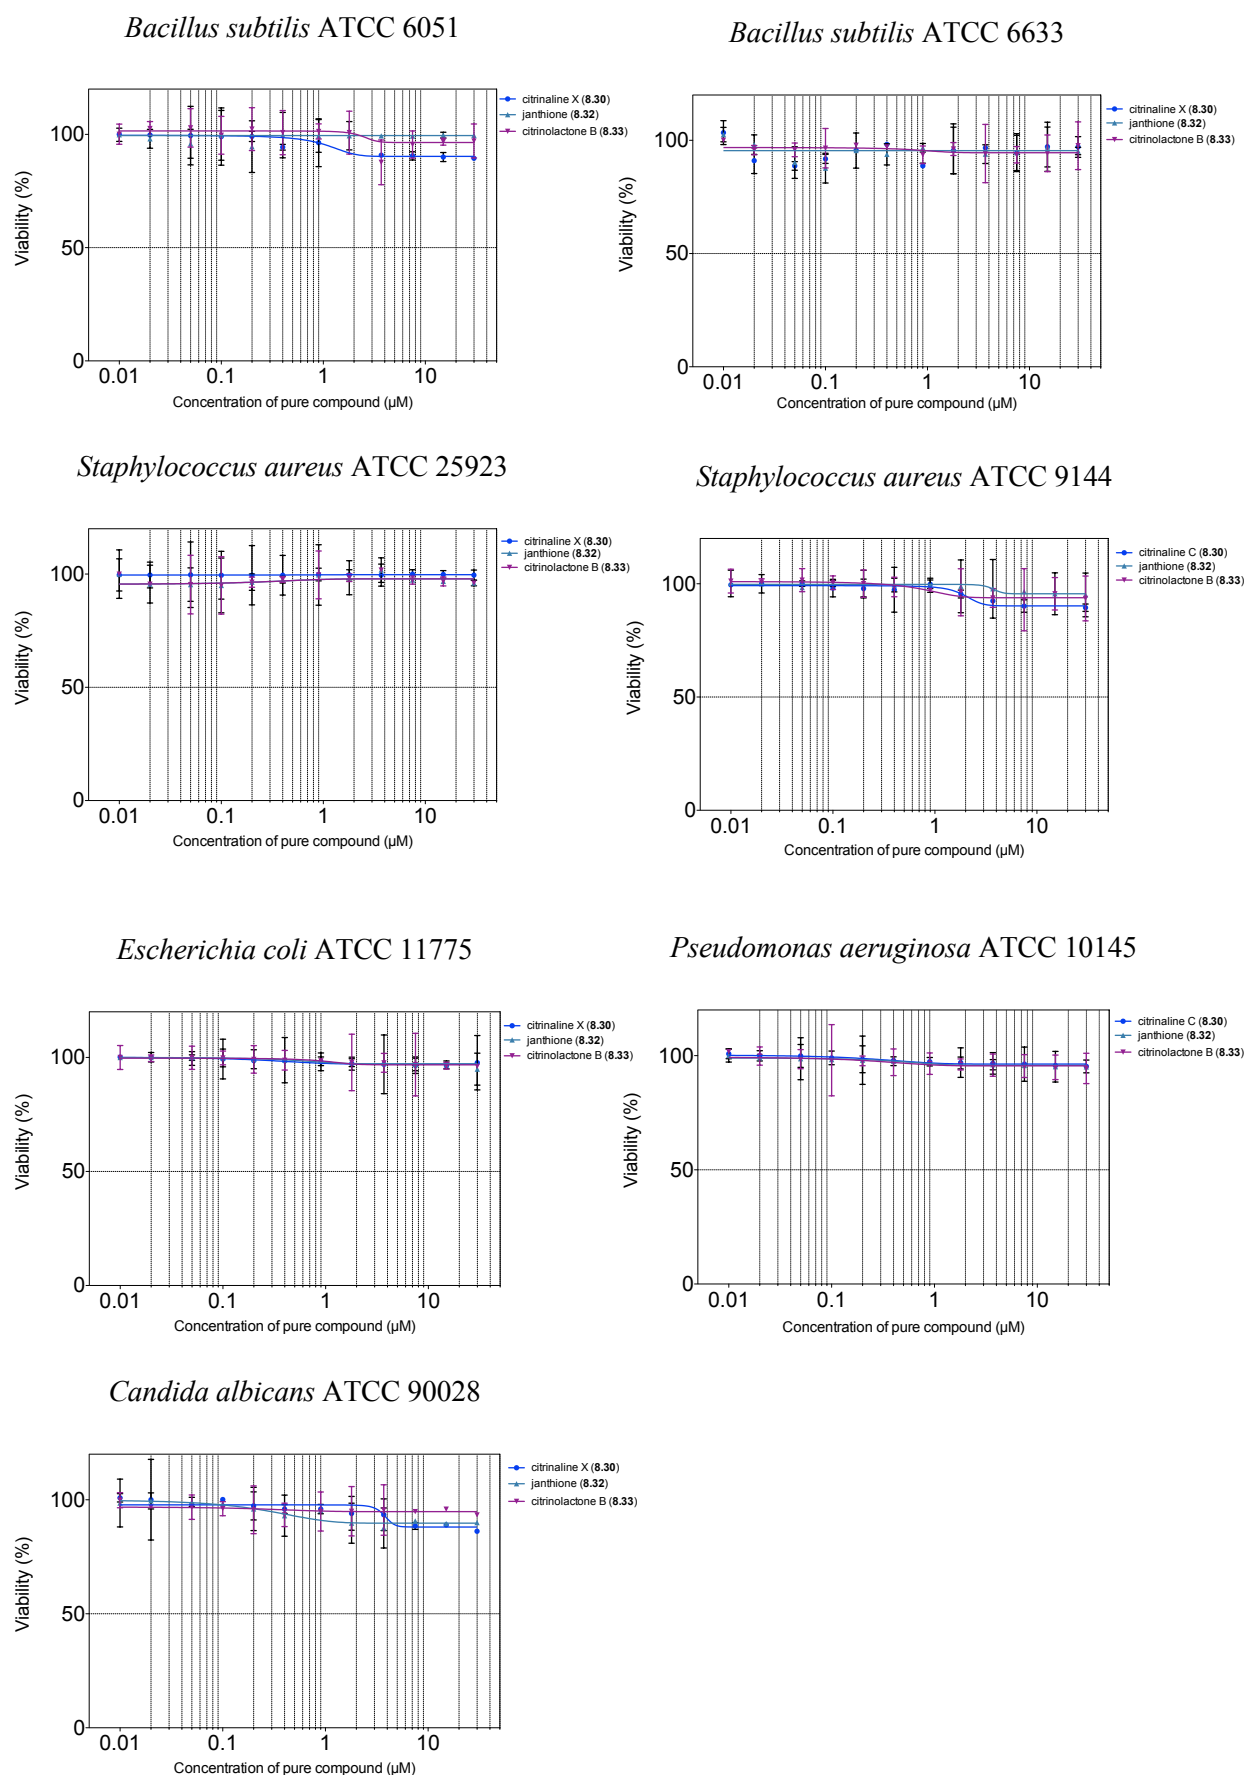 Bacillus subtilis ATCC 6051
Viability (%)
100
50
0
0.01 0.1 1 10
Concentration of pure compound (µM)
citrinaline X (8.30)
janthione (8.32)
citrinolactone B (8.33)
Bacillus subtilis ATCC 6633
Viability (%)
100
50
0
0.01 0.1 1 10
Concentration of pure compound (µM)
citrinaline X (8.30)
janthione (8.32)
citrinolactone B (8.33)
Staphylococcus aureus ATCC 25923
Viability (%)
100
50
0
0.01 0.1 1 10
Concentration of pure compound (µM)
citrinaline X (8.30)
janthione (8.32)
citrinolactone B (8.33)
Staphylococcus aureus ATCC 9144
Viability (%)
100
50
0
0.01 0.1 1 10
Concentration of pure compound (µM)
citrinaline C (8.30)
janthione (8.32)
citrinolactone B (8.33)
Escherichia coli ATCC 11775
Viability (%)
100
50
0
0.01 0.1 1 10
Concentration of pure compound (µM)
citrinaline X (8.30)
janthione (8.32)
citrinolactone B (8.33)
Pseudomonas aeruginosa ATCC 10145
Viability (%)
100
50
0
0.01 0.1 1 10
Concentration of pure compound (µM)
citrinaline C (8.30)
janthione (8.32)
citrinolactone B (8.33)
Candida albicans ATCC 90028
Viability (%)
100
50
0
0.01 0.1 1 10
Concentration of pure compound (µM)
citrinaline X (8.30)
janthione (8.32)
citrinolactone B (8.33)